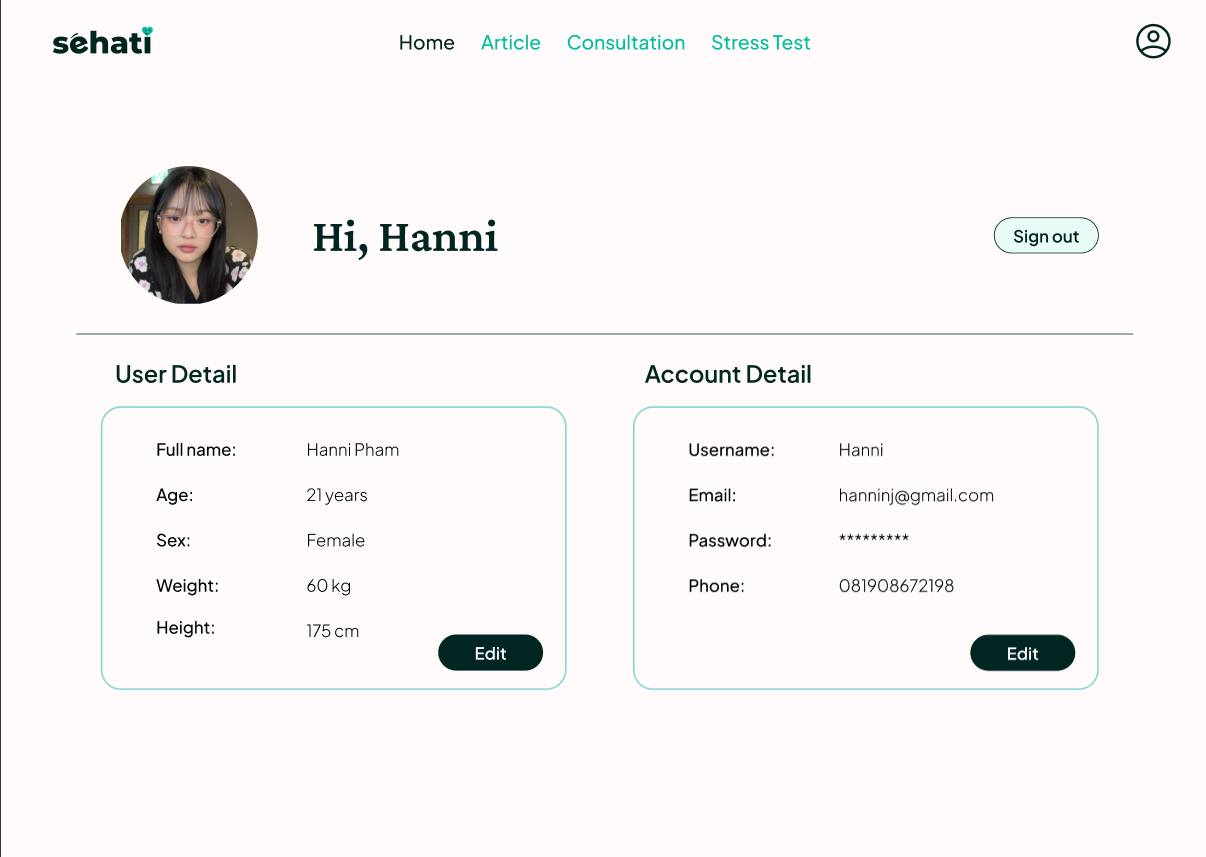 sehati
Home Article Consultation Stress Test
Hi, Hanni
Sign out
User Detail
Full name: Hanni Pham
Age: 21 years
Sex: Female
Weight: 60 kg
Height: 175 cm
Edit
Account Detail
Username: Hanni
Email: hanninj@gmail.com
Password: *********
Phone: 081908672198
Edit